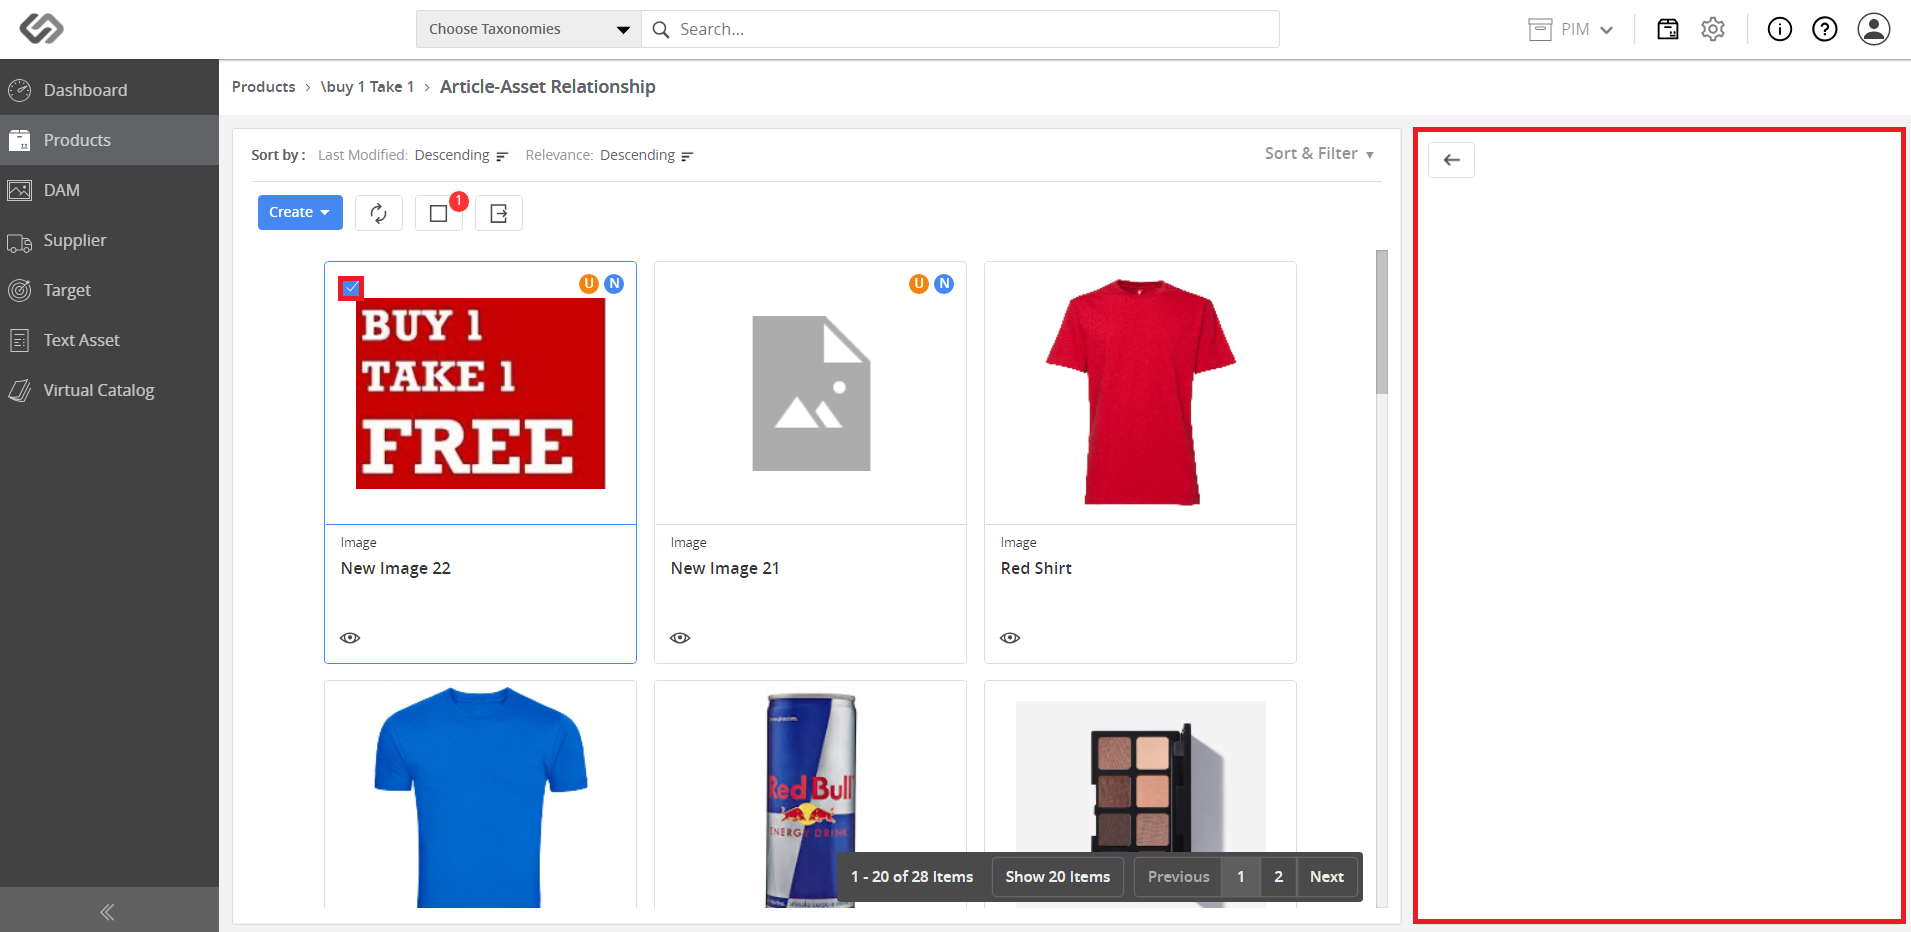 Choose Taxonomies
Search...
PIM
Dashboard
Products
DAM
Supplier
Target
Text Asset
Virtual Catalog
Products › \buy 1 Take 1 › Article-Asset Relationship
Sort by : Last Modified: Descending Relevance: Descending
Sort & Filter
Create
1
U N
BUY 1
TAKE 1
FREE
Image
New Image 22
U N
Image
New Image 21
Image
Red Shirt
Red Bull
ENERGY DRINK
1 - 20 of 28 Items
Show 20 Items
Previous 1 2 Next